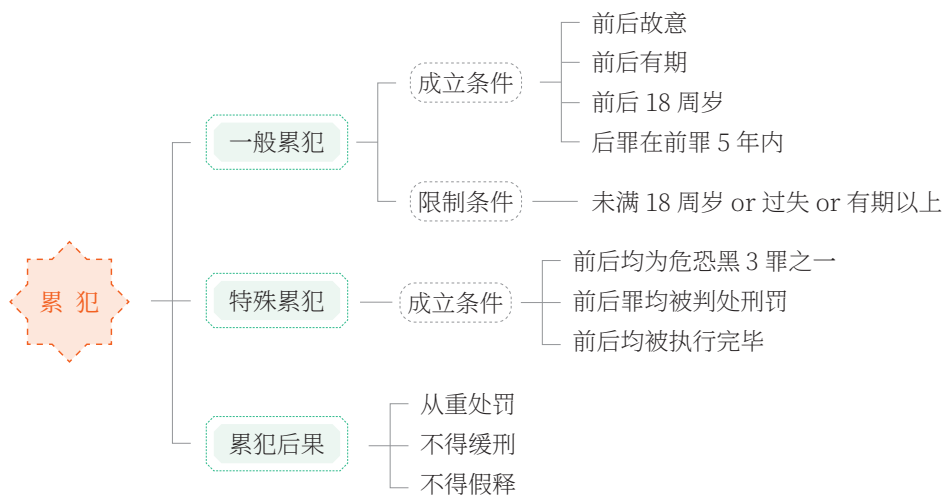 累犯
一般累犯
成立条件
前后故意
前后有期
前后 18 周岁
后罪在前罪 5 年内
限制条件
未满 18 周岁 or 过失 or 有期以上
特殊累犯
成立条件
前后均为危恐黑 3 罪之一
前后罪均被判处刑罚
前后均被执行完毕
累犯后果
从重处罚
不得缓刑
不得假释